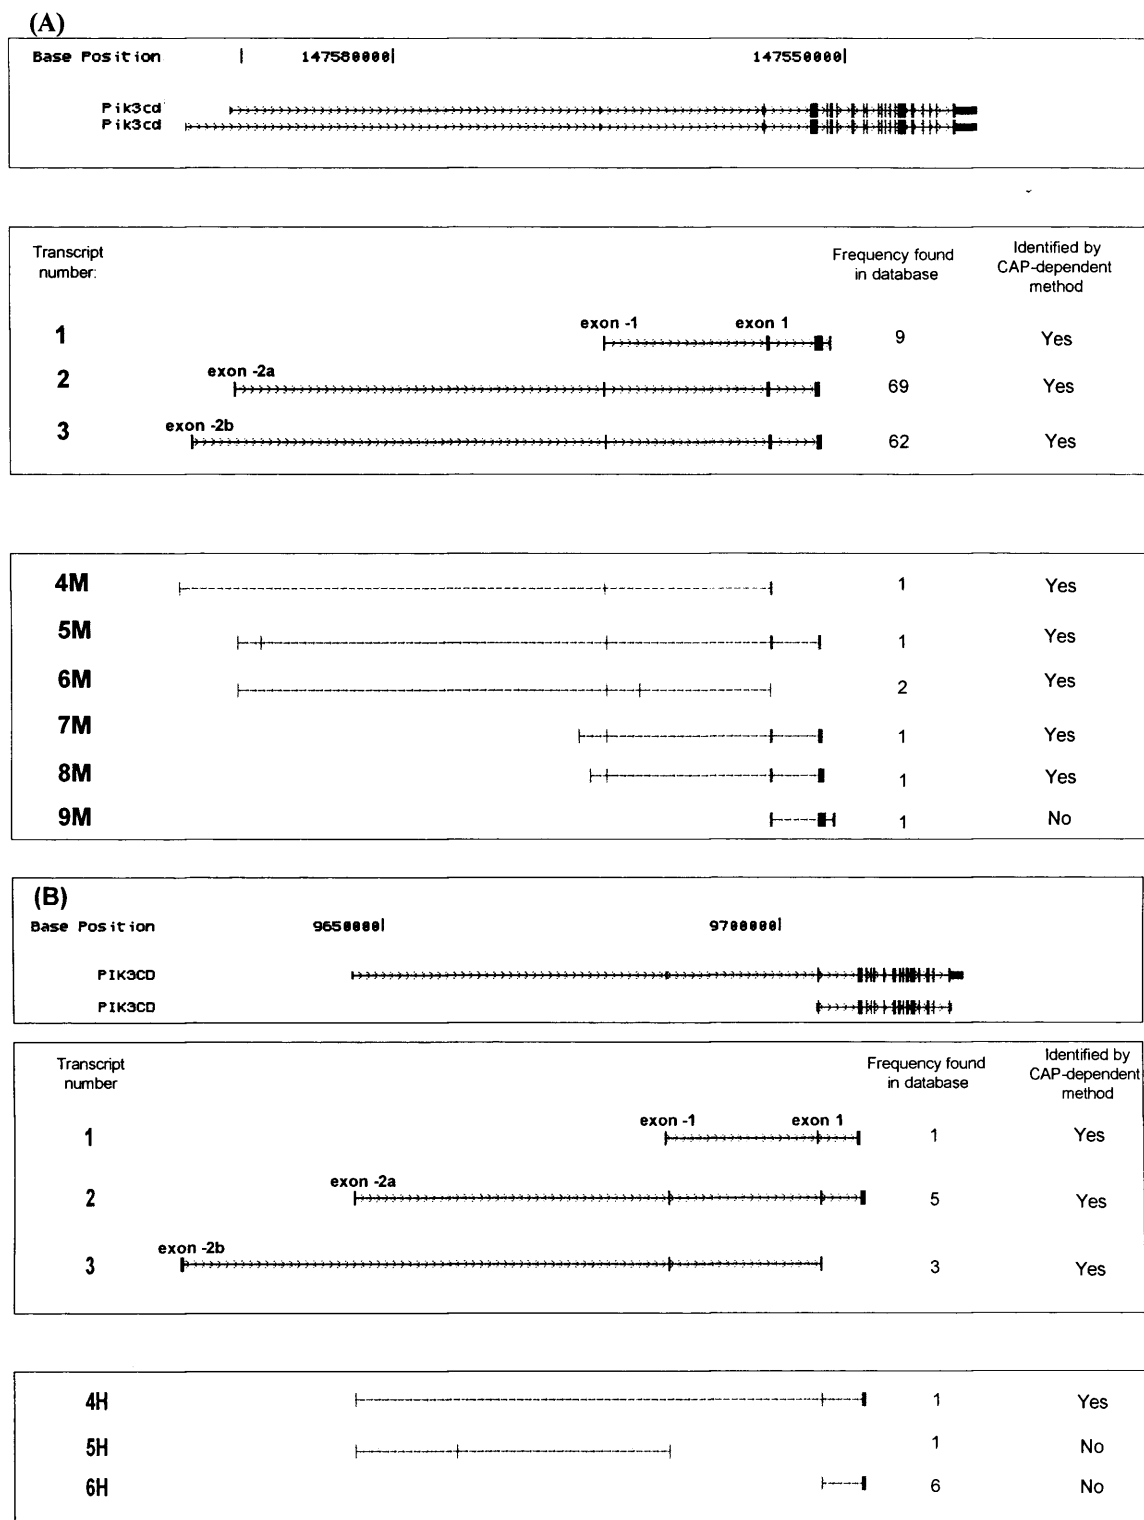 (A)
Base Position | 147580000| 147550000|
Pik3cd
Pik3cd
Transcript number: Frequency found in database Identified by CAP-dependent method
exon -1 exon 1
1 9 Yes
exon -2a
2 69 Yes
exon -2b
3 62 Yes
4M 1 Yes
5M 1 Yes
6M 2 Yes
7M 1 Yes
8M 1 Yes
9M 1 No
(B)
Base Position 9650000| 9700000|
PIK3CD
PIK3CD
Transcript number Frequency found in database Identified by CAP-dependent method
exon -1 exon 1
1 1 Yes
exon -2a
2 5 Yes
exon -2b
3 3 Yes
4H 1 Yes
5H 1 No
6H 6 No